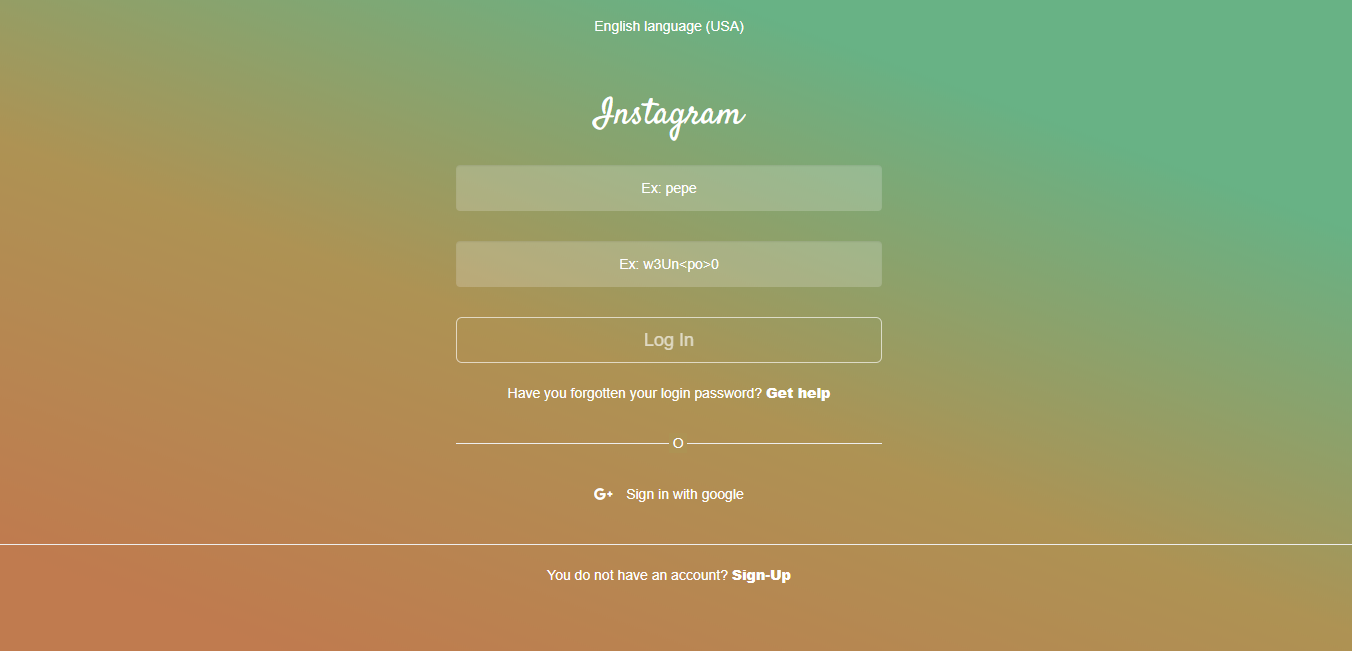 English language (USA)
Instagram
Ex: pepe
Ex: w3Un<po>0
Log In
Have you forgotten your login password? Get help
O
G+ Sign in with google
You do not have an account? Sign-Up